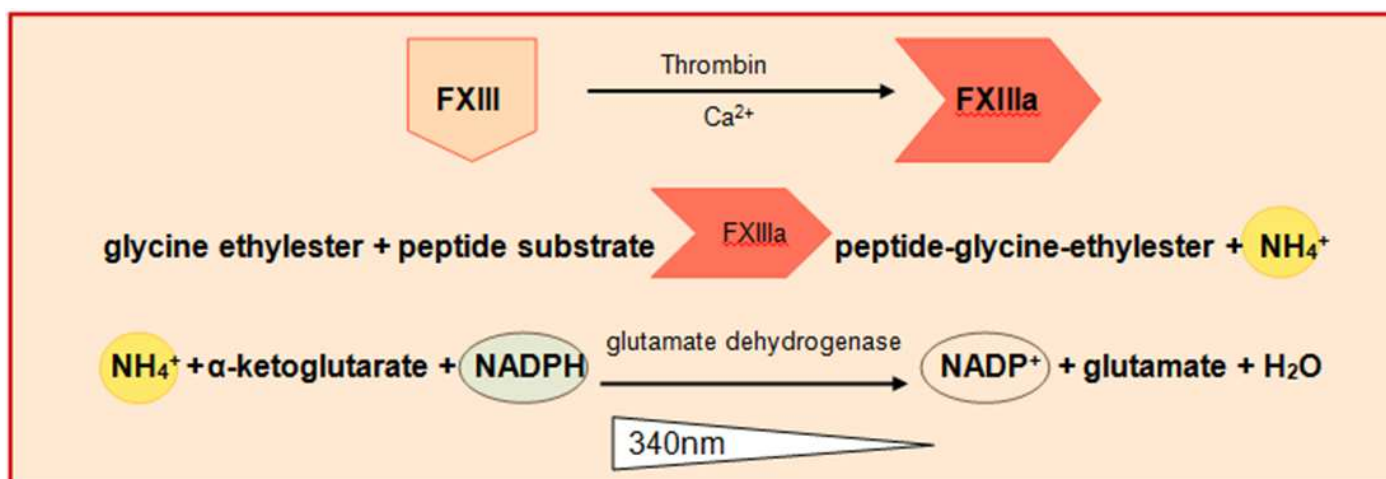 Thrombin
FXIII FXIIIa
Ca²⁺
glycine ethylester + peptide substrate FXIIIa peptide-glycine-ethylester + NH₄⁺
glutamate dehydrogenase
NH₄⁺ + α-ketoglutarate + NADPH NADP⁺ + glutamate + H₂O
340nm